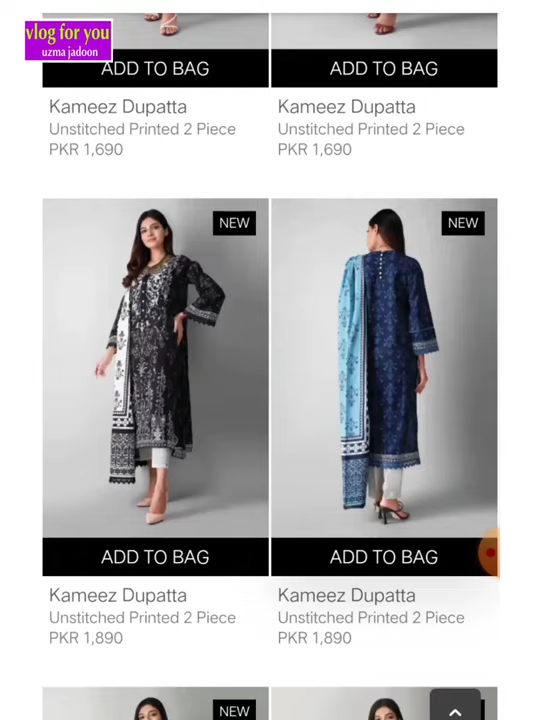 vlog for you
uzma jadoon
ADD TO BAG
ADD TO BAG
Kameez Dupatta
Unstitched Printed 2 Piece
PKR 1,690
Kameez Dupatta
Unstitched Printed 2 Piece
PKR 1,690
NEW
NEW
ADD TO BAG
ADD TO BAG
Kameez Dupatta
Unstitched Printed 2 Piece
PKR 1,890
Kameez Dupatta
Unstitched Printed 2 Piece
PKR 1,890
NEW